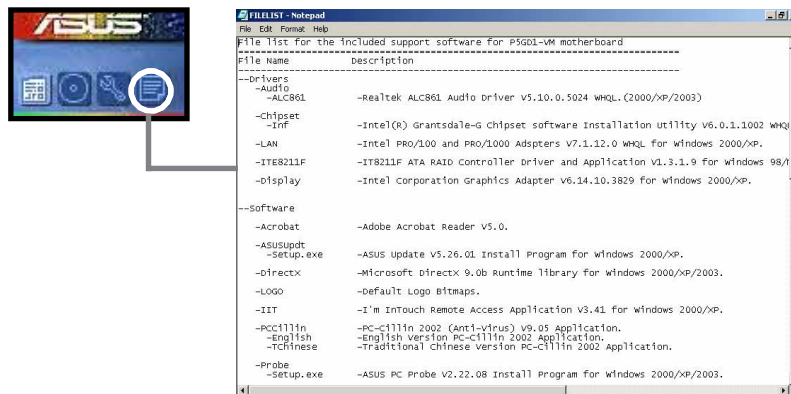 ASUS
FILELIST - Notepad
File Edit Format Help
File list for the included support software for P5GD1-VM motherboard
================================================================
File Name Description
----------------------------------------------------------------
--Drivers
-Audio
-ALC861 -Realtek ALC861 Audio Driver V5.10.0.5024 WHQL.(2000/XP/2003)
-Chipset
-Inf -Intel(R) Grantsdale-G Chipset software Installation Utility V6.0.1.1002 WHQ
-LAN -Intel PRO/100 and PRO/1000 Adspters V7.1.12.0 WHQL for Windows 2000/XP.
-ITE8211F -IT8211F ATA RAID Controller Driver and Application V1.3.1.9 for Windows 98/
-Display -Intel Corporation Graphics Adapter V6.14.10.3829 for Windows 2000/XP.
--Software
-Acrobat -Adobe Acrobat Reader V5.0.
-ASUSUpdt
-Setup.exe -ASUS Update V5.26.01 Install Program for Windows 2000/XP.
-DirectX -Microsoft DirectX 9.0b Runtime library for Windows 2000/XP/2003.
-LOGO -Default Logo Bitmaps.
-IIT -I'm InTouch Remote Access Application V3.41 for Windows 2000/XP.
-PCCillin -PC-Cillin 2002 (Anti-Virus) V9.05 Application.
-English -English Version PC-Cillin 2002 Application.
-TChinese -Traditional Chinese Version PC-Cillin 2002 Application.
-Probe
-Setup.exe -ASUS PC Probe V2.22.08 Install Program for Windows 2000/XP/2003.